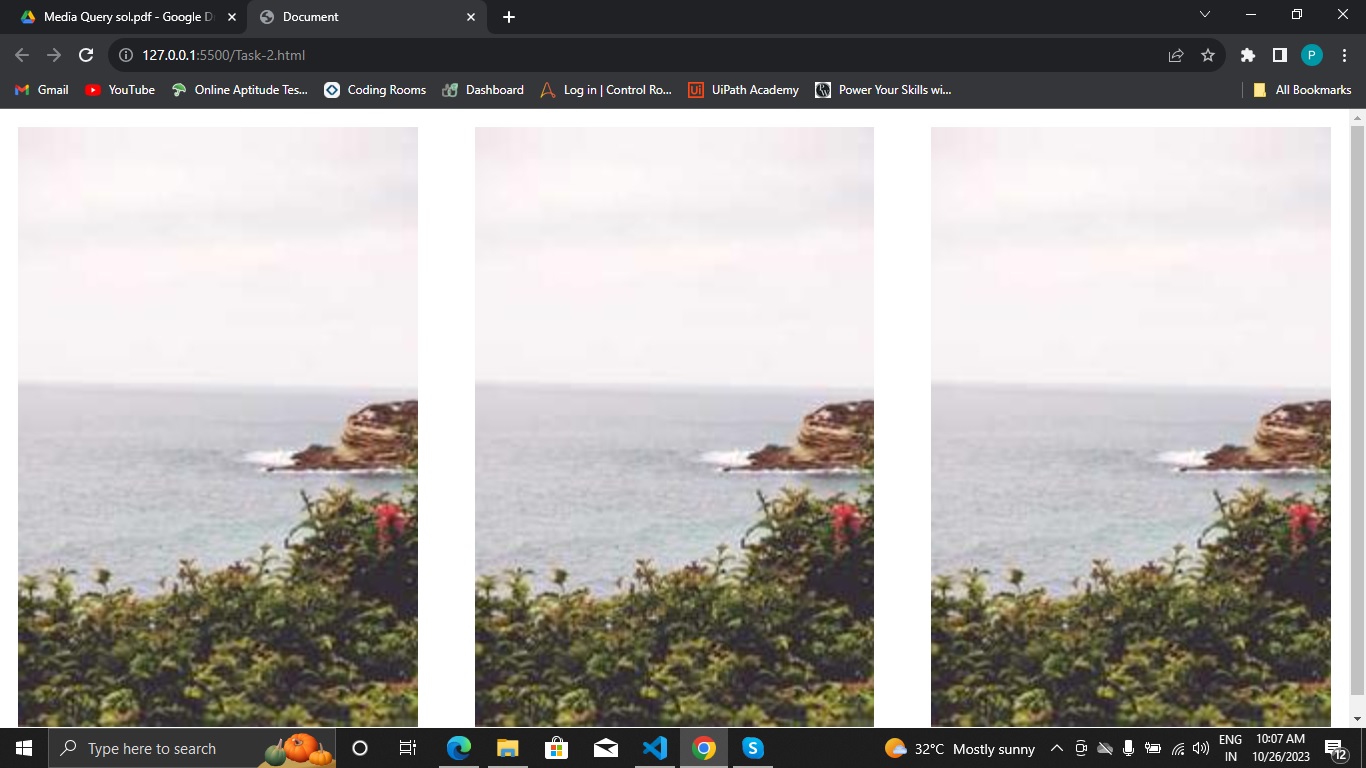 Media Query sol.pdf - Google D
Document
127.0.0.1:5500/Task-2.html
P
Gmail
YouTube
Online Aptitude Tes...
Coding Rooms
Dashboard
Log in | Control Ro...
UiPath Academy
Power Your Skills wi...
All Bookmarks
Type here to search
32°C Mostly sunny
ENG
IN
10:07 AM
10/26/2023
12